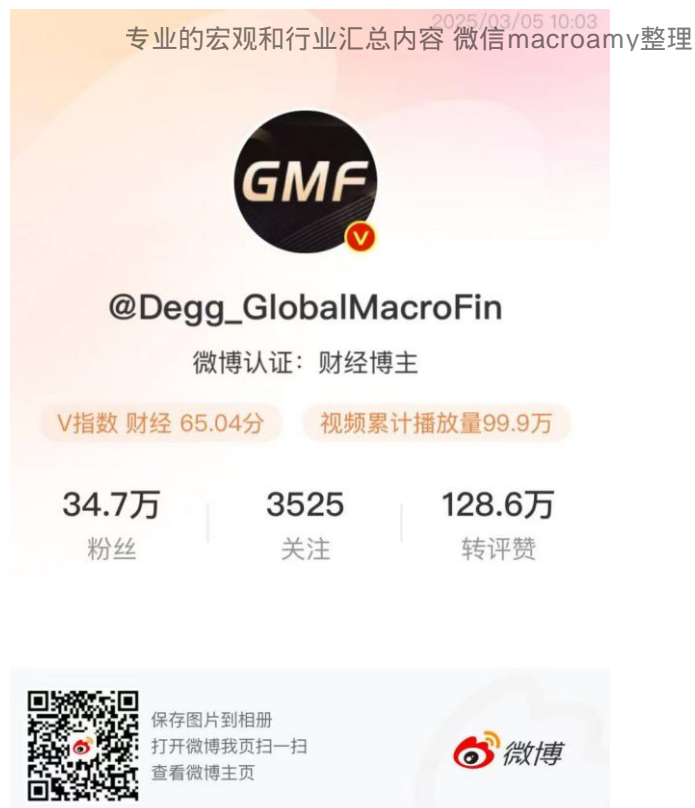 2025/03/05 10:03
专业的宏观和行业汇总内容 微信macroamy整理
GMF
V
@Degg_GlobalMacroFin
微博认证：财经博主
V指数 财经 65.04分 视频累计播放量99.9万
34.7万 3525 128.6万
粉丝 关注 转评赞
保存图片到相册
打开微博我页扫一扫
查看微博主页
微博